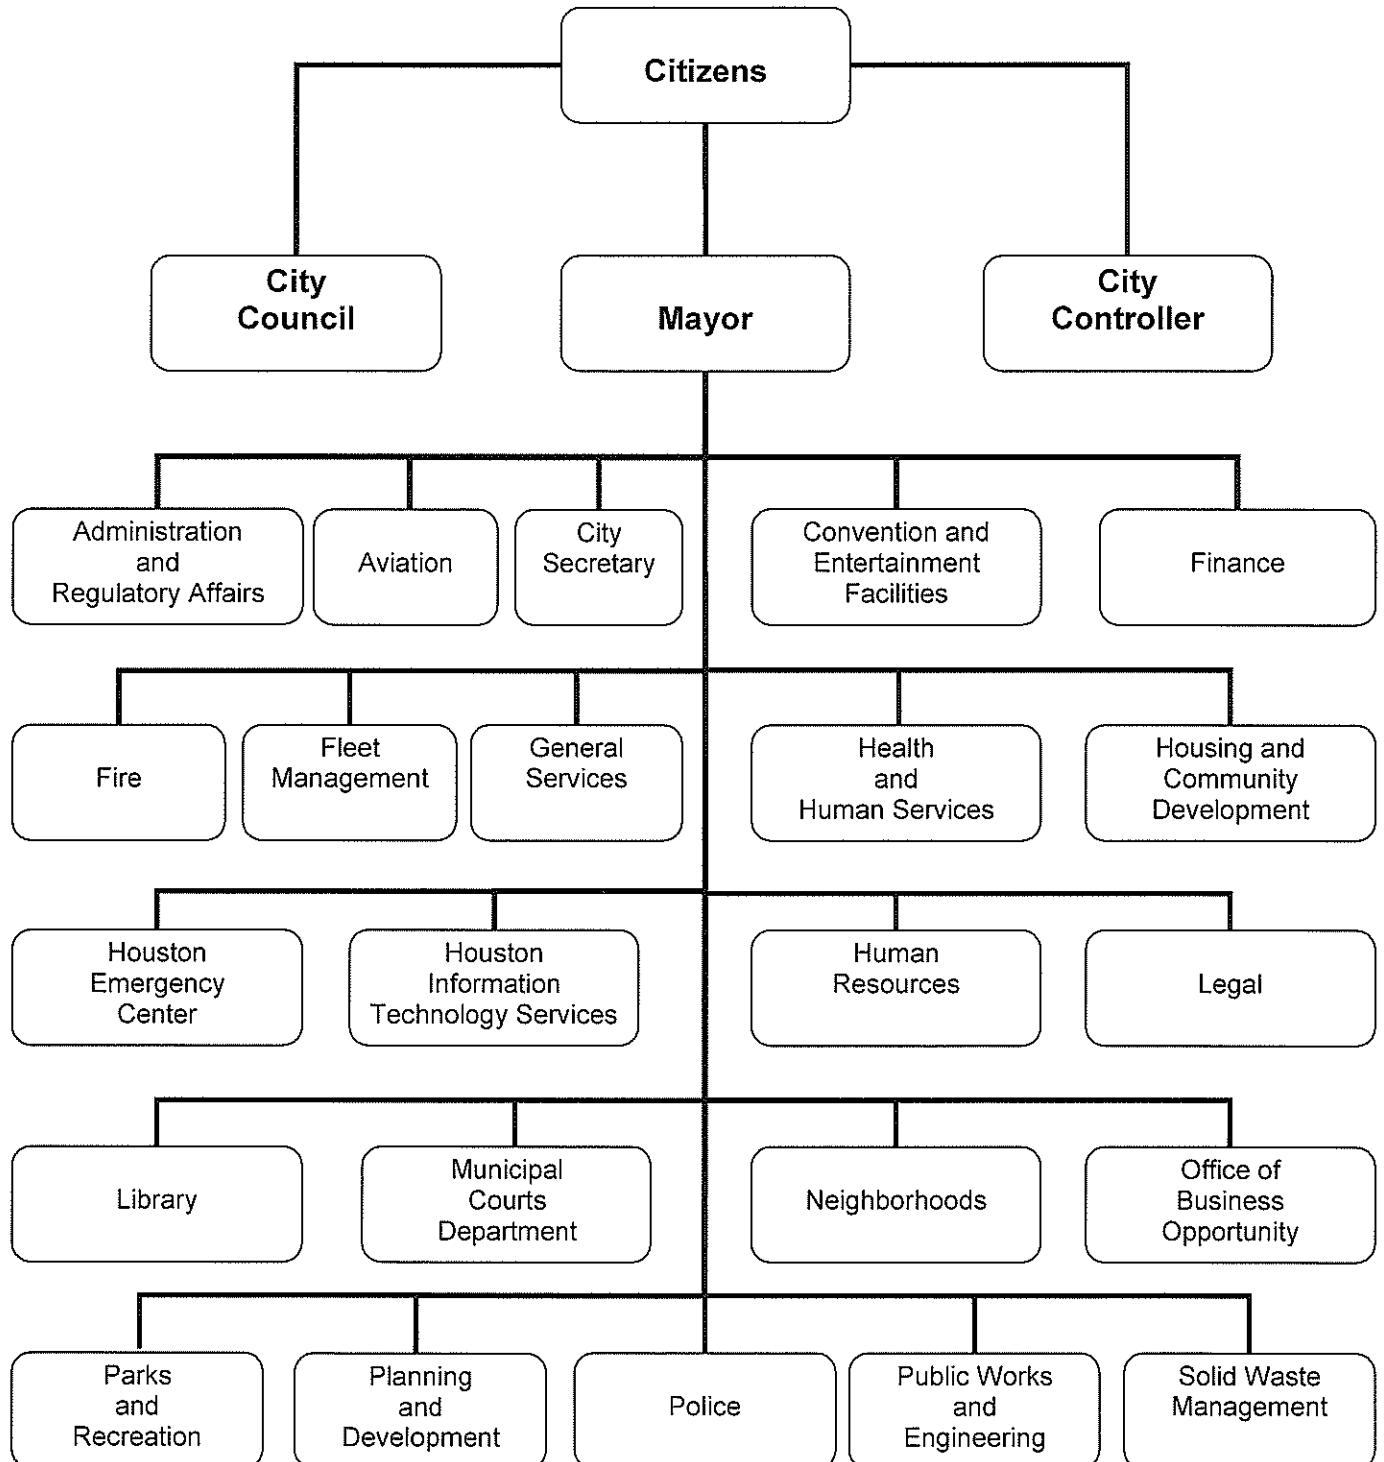 Citizens
City
Council
Mayor
City
Controller
Administration
and
Regulatory Affairs
Aviation
City
Secretary
Convention and
Entertainment
Facilities
Finance
Fire
Fleet
Management
General
Services
Health
and
Human Services
Housing and
Community
Development
Houston
Emergency
Center
Houston
Information
Technology Services
Human
Resources
Legal
Library
Municipal
Courts
Department
Neighborhoods
Office of
Business
Opportunity
Parks
and
Recreation
Planning
and
Development
Police
Public Works
and
Engineering
Solid Waste
Management